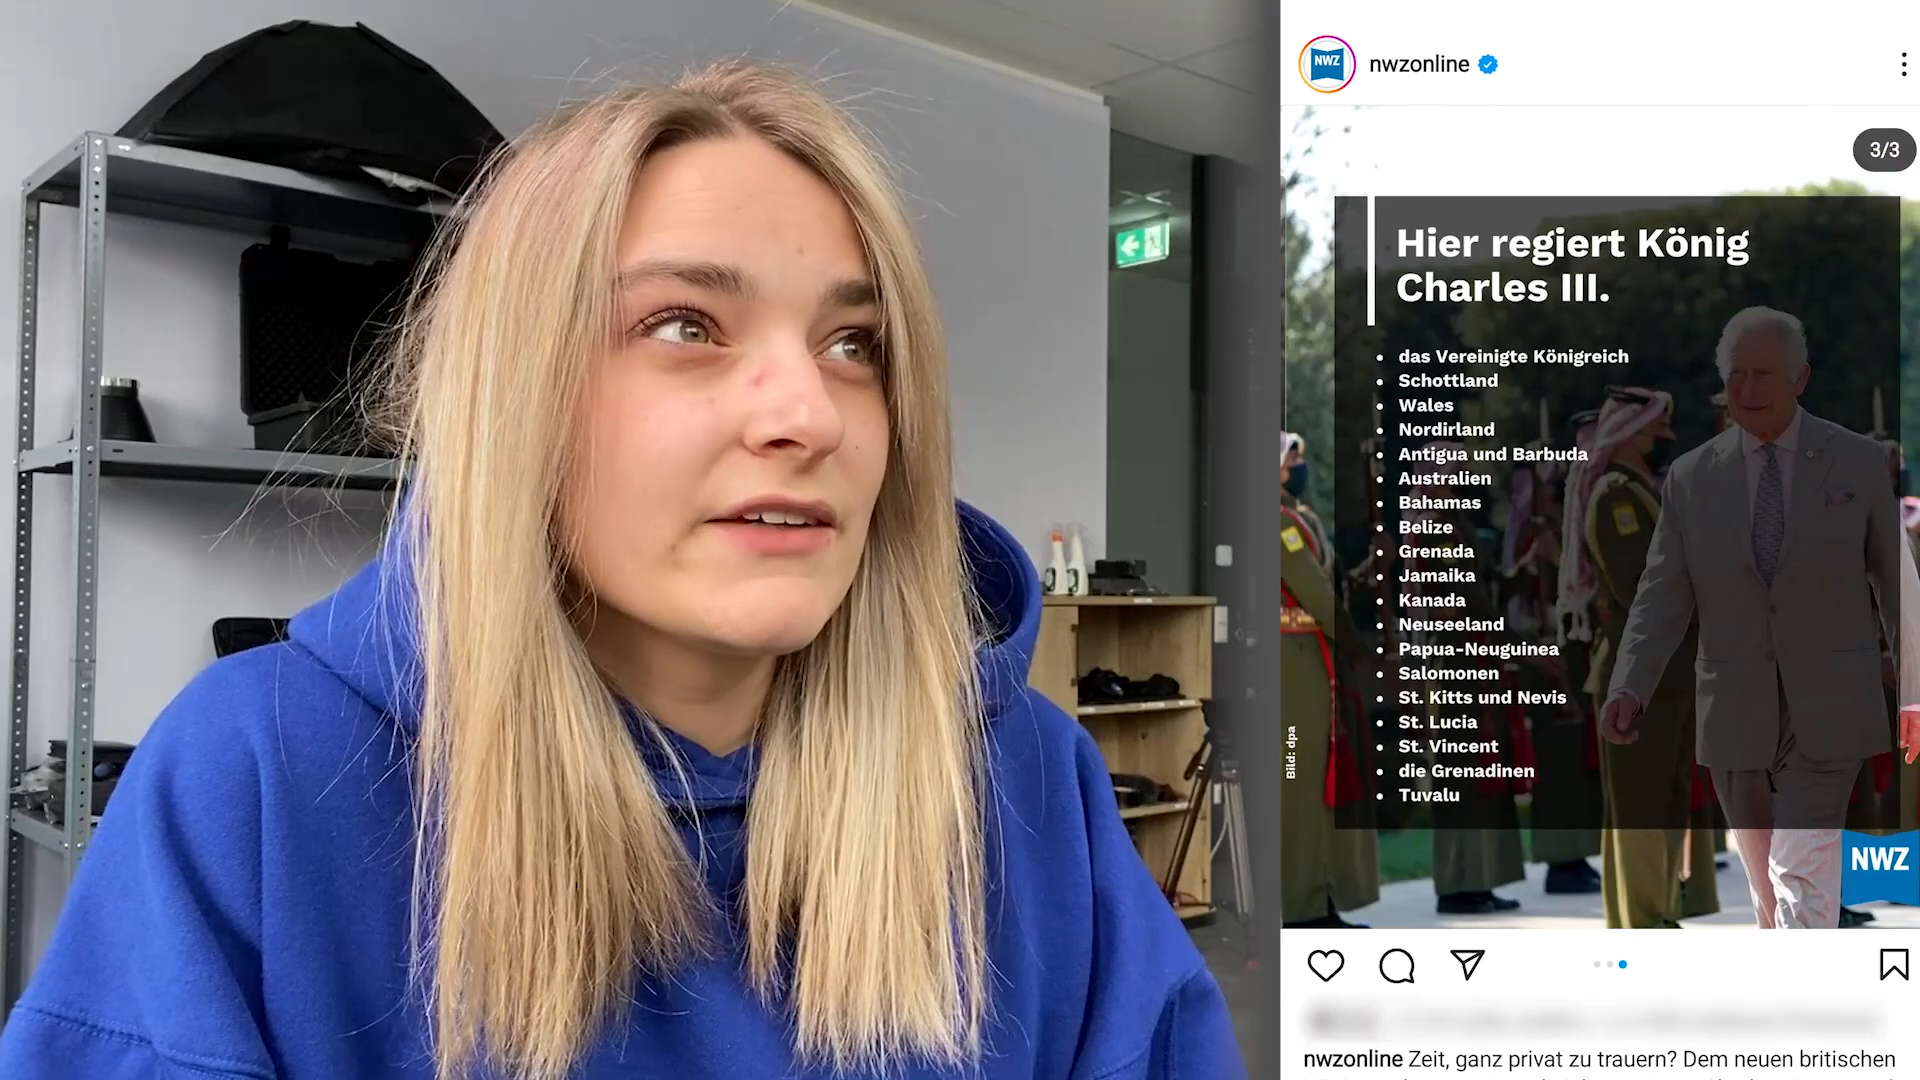 NWZ
nwzonline
3/3
Hier regiert König
Charles III.
• das Vereinigte Königreich
• Schottland
• Wales
• Nordirland
• Antigua und Barbuda
• Australien
• Bahamas
• Belize
• Grenada
• Jamaika
• Kanada
• Neuseeland
• Papua-Neuguinea
• Salomonen
• St. Kitts und Nevis
• St. Lucia
• St. Vincent
• die Grenadinen
• Tuvalu
Bild: dpa
NWZ
nwzonline Zeit, ganz privat zu trauern? Dem neuen britischen